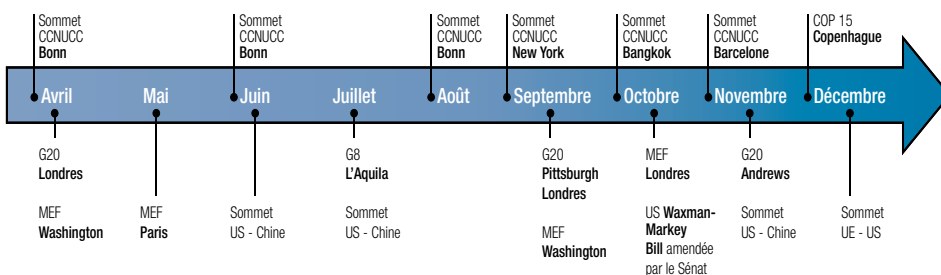 Sommet
CCNUCC
Bonn
Sommet
CCNUCC
Bonn
Sommet
CCNUCC
Bonn
Sommet
CCNUCC
New York
Sommet
CCNUCC
Bangkok
Sommet
CCNUCC
Barcelone
COP 15
Copenhague
Avril Mai Juin Juillet Août Septembre Octobre Novembre Décembre
G20
Londres
MEF
Washington
MEF
Paris
Sommet
US - Chine
G8
L'Aquila
Sommet
US - Chine
G20
Pittsburgh
Londres
MEF
Washington
MEF
Londres
US Waxman-
Markey
Bill amendée
par le Sénat
G20
Andrews
Sommet
US - Chine
Sommet
UE - US